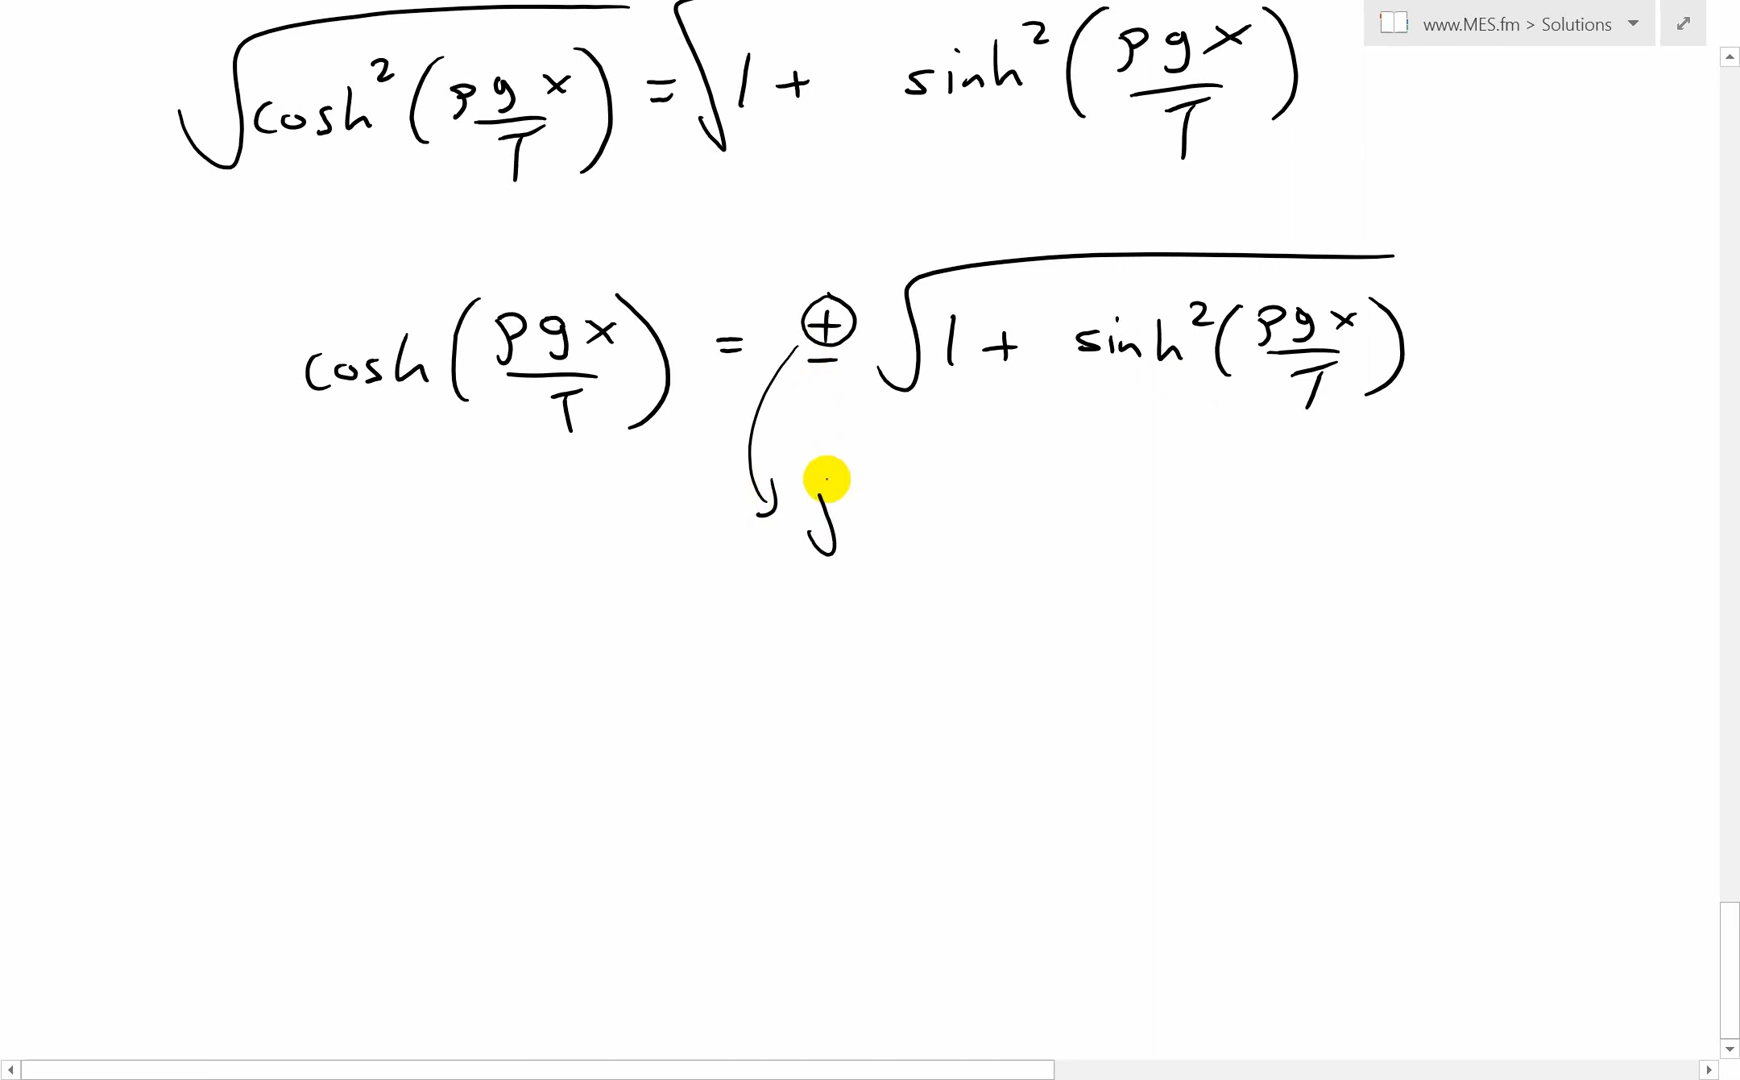 www.MES.fm > Solutions
√cosh²(ρgx/T) = √1 + sinh²(ρgx/T)
cosh(ρgx/T) = ± √1 + sinh²(ρgx/T)